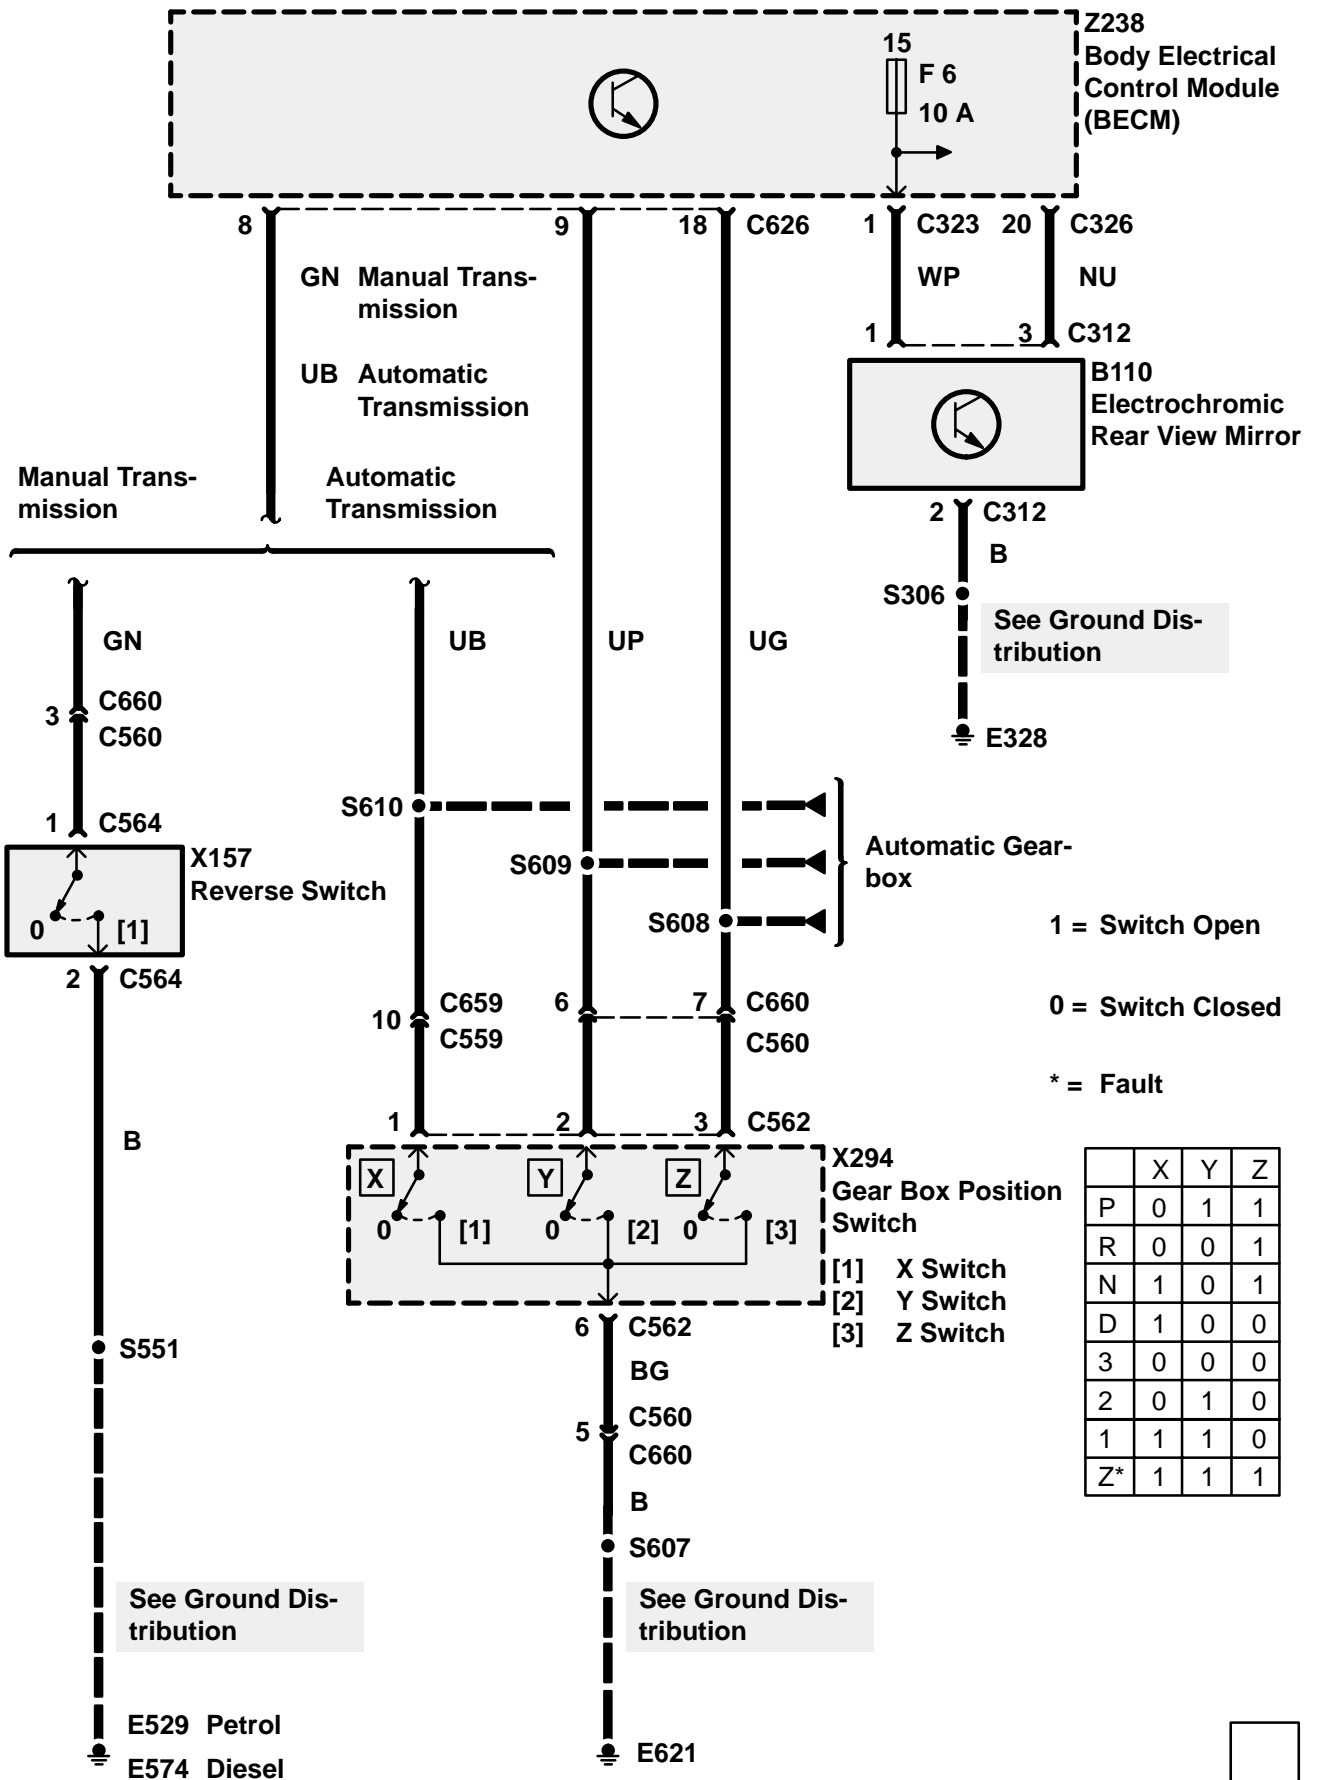 Z238
Body Electrical
Control Module
(BECM)
15
F 6
10 A
8
9
18
C626
1
C323
20
C326
GN Manual Trans-
mission
WP
NU
1
3
C312
UB Automatic
Transmission
B110
Electrochromic
Rear View Mirror
Manual Trans-
mission
Automatic
Transmission
2
C312
B
S306
See Ground Dis-
tribution
E328
GN
UB
UP
UG
3
C660
C560
1
C564
X157
Reverse Switch
0
[1]
2
C564
S610
S609
S608
Automatic Gear-
box
1 = Switch Open
0 = Switch Closed
* = Fault
10
C659
C559
6
7
C660
C560
B
1
2
3
C562
X
Y
Z
0
[1]
0
[2]
0
[3]
X294
Gear Box Position
Switch
[1] X Switch
[2] Y Switch
[3] Z Switch
X Y Z
P 0 1 1
R 0 0 1
N 1 0 1
D 1 0 0
3 0 0 0
2 0 1 0
1 1 1 0
Z* 1 1 1
6
C562
BG
5
C560
C660
B
S607
S551
See Ground Dis-
tribution
See Ground Dis-
tribution
E529 Petrol
E574 Diesel
E621